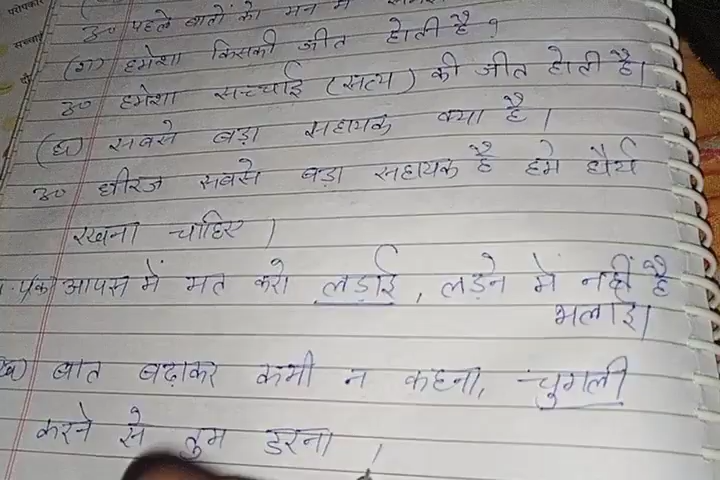 उ० पहले बातों को मन में
(ग) हमेशा किसकी जीत होती है ?
उ० हमेशा सच्चाई (सत्य) की जीत होती है।
(घ) सबसे बड़ा सहायक क्या है।
उ० धीरज सबसे बड़ा सहायक है हमे धैर्य
रखना चाहिए।
आपस में मत करो लड़ाई, लड़ने में नहीं है
भलाई।
बात बढ़ाकर कभी न कहना, चुगली
करने से तुम डरना।